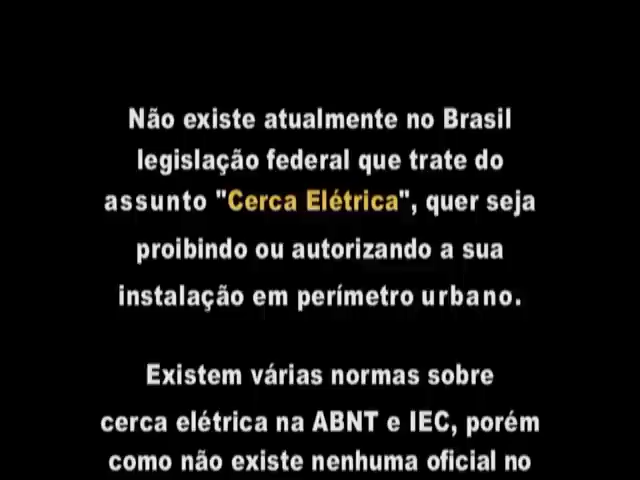 Não existe atualmente no Brasil
legislação federal que trate do
assunto "Cerca Elétrica", quer seja
proibindo ou autorizando a sua
instalação em perímetro urbano.
Existem várias normas sobre
cerca elétrica na ABNT e IEC, porém
como não existe nenhuma oficial no